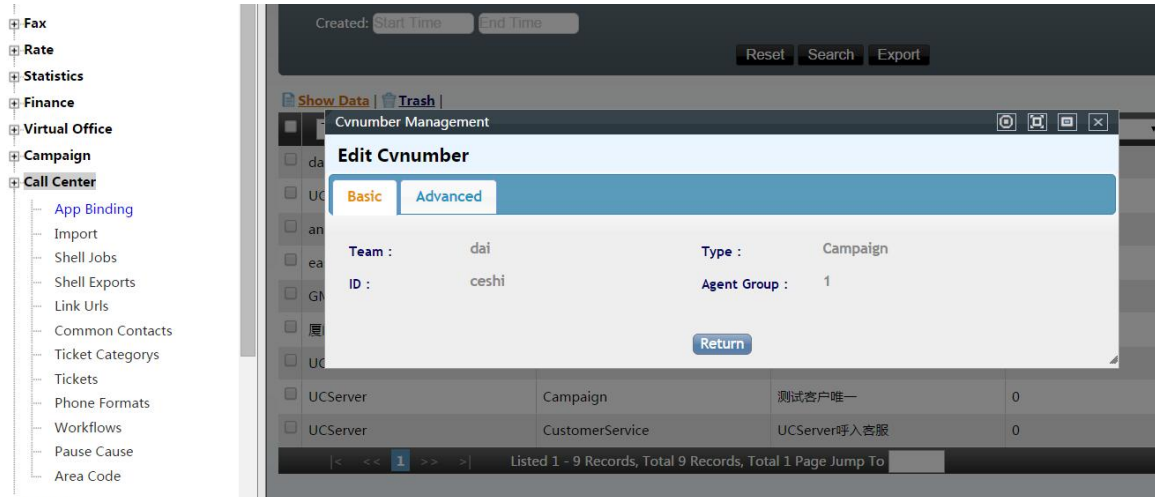 Fax
Rate
Statistics
Finance
Virtual Office
Campaign
Call Center
App Binding
Import
Shell Jobs
Shell Exports
Link Urls
Common Contacts
Ticket Categorys
Tickets
Phone Formats
Workflows
Pause Cause
Area Code
Created: Start Time End Time
Reset Search Export
Show Data | Trash |
Cvnumber Management
Edit Cvnumber
Basic Advanced
Team : dai Type : Campaign
ID : ceshi Agent Group : 1
Return
UCServer Campaign 测试客户唯一 0
UCServer CustomerService UCServer呼入客服 0
|< << 1 >> >| Listed 1 - 9 Records, Total 9 Records, Total 1 Page Jump To